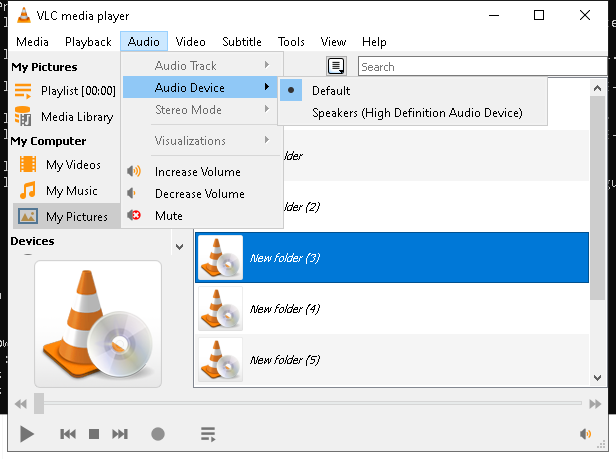 VLC media player
Media Playback Audio Video Subtitle Tools View Help
My Pictures
Playlist [00:00]
Media Library
My Computer
My Videos
My Music
My Pictures
Devices
Audio Track
Audio Device
Stereo Mode
Visualizations
Increase Volume
Decrease Volume
Mute
Default
Speakers (High Definition Audio Device)
Search
lder
lder (2)
New folder (3)
New folder (4)
New folder (5)